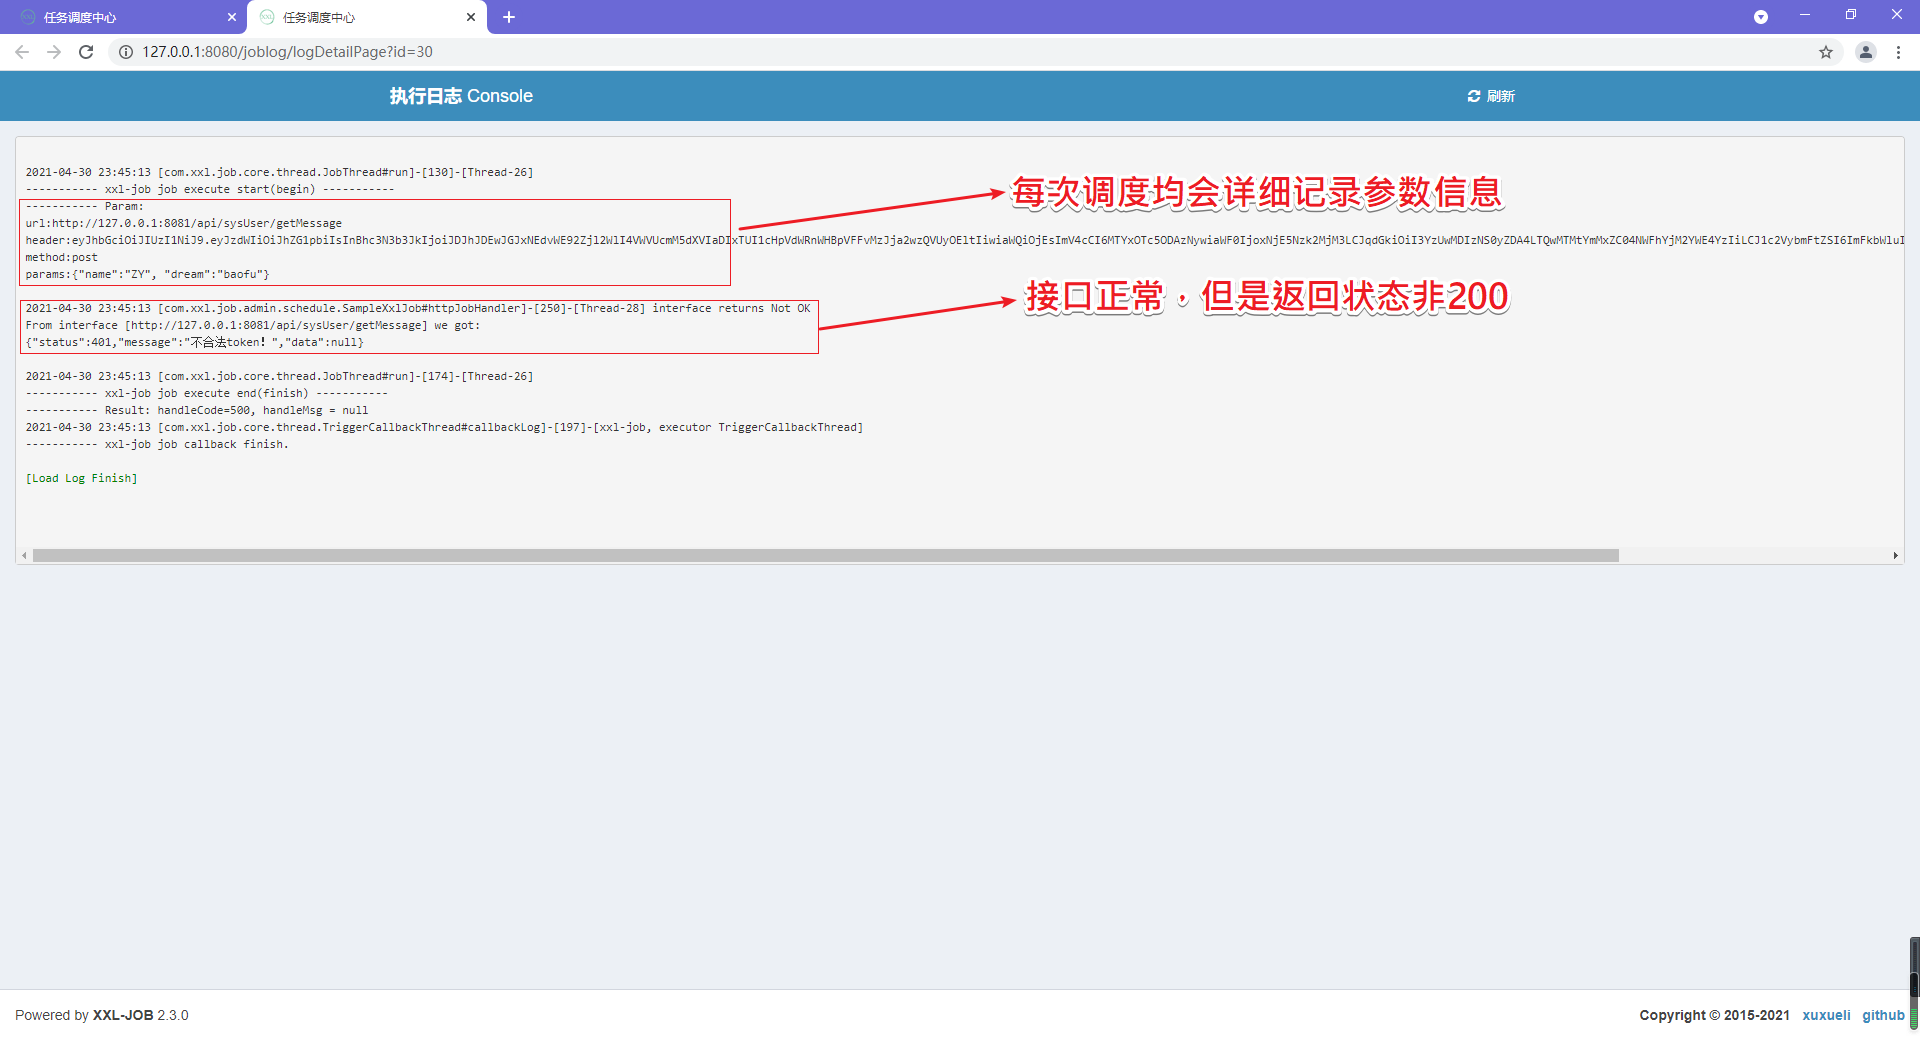 任务调度中心
任务调度中心
127.0.0.1:8080/joblog/logDetailPage?id=30
执行日志 Console
刷新
2021-04-30 23:45:13 [com.xxl.job.core.thread.JobThread#run]-[130]-[Thread-26]
----------- xxl-job job execute start(begin) -----------
----------- Param:
url:http://127.0.0.1:8081/api/sysUser/getMessage
method:post
params:{"name":"ZY", "dream":"baofu"}
每次调度均会详细记录参数信息
2021-04-30 23:45:13 [com.xxl.job.admin.schedule.SampleXxlJob#httpJobHandler]-[250]-[Thread-28] interface returns Not OK
From interface [http://127.0.0.1:8081/api/sysUser/getMessage] we got:
{"status":401,"message":"不合法token！","data":null}
接口正常，但是返回状态非200
2021-04-30 23:45:13 [com.xxl.job.core.thread.JobThread#run]-[174]-[Thread-26]
----------- xxl-job job execute end(finish) -----------
----------- Result: handleCode=500, handleMsg = null
2021-04-30 23:45:13 [com.xxl.job.core.thread.TriggerCallbackThread#callbackLog]-[197]-[xxl-job, executor TriggerCallbackThread]
----------- xxl-job job callback finish.
[Load Log Finish]
Powered by XXL-JOB 2.3.0
Copyright © 2015-2021 xuxueli github